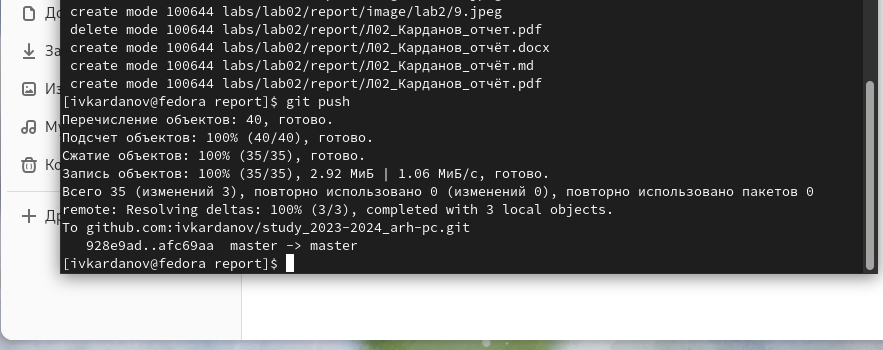 create mode 100644 labs/lab02/report/image/lab2/9.jpeg
delete mode 100644 labs/lab02/report/Л02_Карданов_отчет.pdf
create mode 100644 labs/lab02/report/Л02_Карданов_отчёт.docx
create mode 100644 labs/lab02/report/Л02_Карданов_отчёт.md
create mode 100644 labs/lab02/report/Л02_Карданов_отчёт.pdf
[ivkardanov@fedora report]$ git push
Перечисление объектов: 40, готово.
Подсчет объектов: 100% (40/40), готово.
Сжатие объектов: 100% (35/35), готово.
Запись объектов: 100% (35/35), 2.92 МиБ | 1.06 МиБ/с, готово.
Всего 35 (изменений 3), повторно использовано 0 (изменений 0), повторно использовано пакетов 0
remote: Resolving deltas: 100% (3/3), completed with 3 local objects.
To github.com:ivkardanov/study_2023-2024_arh-pc.git
928e9ad..afc69aa  master -> master
[ivkardanov@fedora report]$